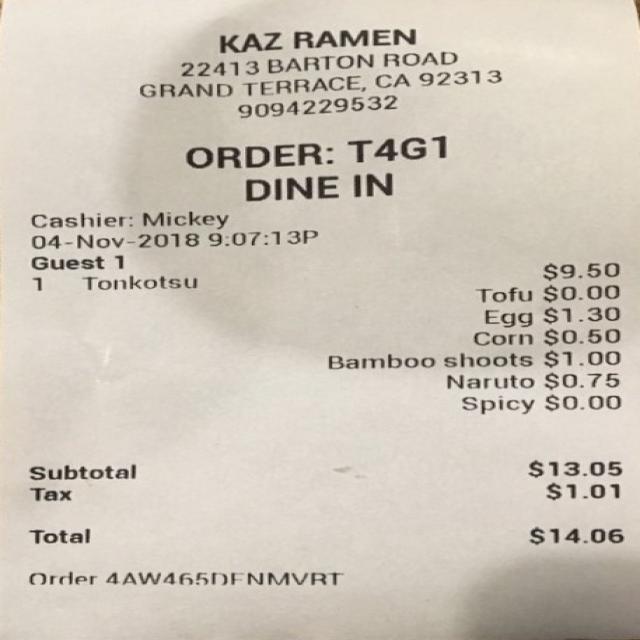 KAZ RAMEN
22413 BARTON ROAD
GRAND TERRACE, CA 92313
9094229532
ORDER: T4G1
DINE IN
Cashier: Mickey
04-Nov-2018 9:07:13P
Guest 1
1 Tonkotsu $9.50
Tofu $0.00
Egg $1.30
Corn $0.50
Bamboo shoots $1.00
Naruto $0.75
Spicy $0.00
Subtotal $13.05
Tax $1.01
Total $14.06
Order 4AW465DFNMVRT